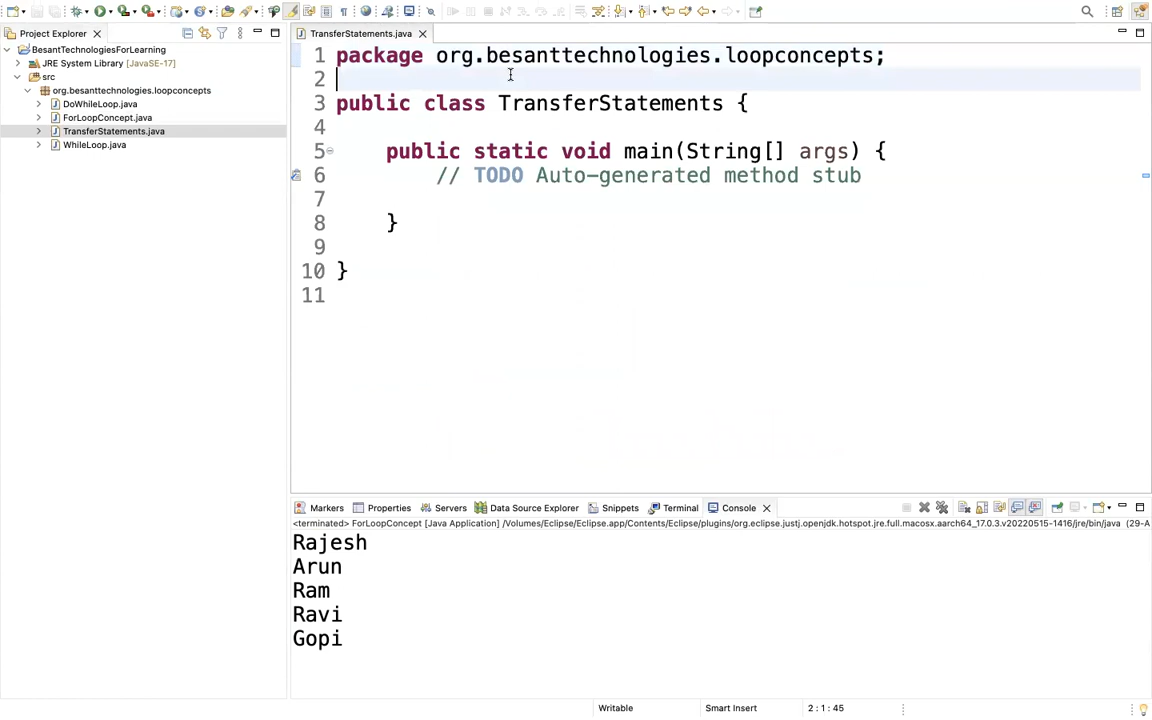 Project Explorer
BesantTechnologiesForLearning
JRE System Library [JavaSE-17]
src
org.besanttechnologies.loopconcepts
DoWhileLoop.java
ForLoopConcept.java
TransferStatements.java
WhileLoop.java
TransferStatements.java
1 package org.besanttechnologies.loopconcepts;
2
3 public class TransferStatements {
4
5 public static void main(String[] args) {
6 // TODO Auto-generated method stub
7
8 }
9
10 }
11
Markers Properties Servers Data Source Explorer Snippets Terminal Console
<terminated> ForLoopConcept [Java Application] /Volumes/Eclipse/Eclipse.app/Contents/Eclipse/plugins/org.eclipse.justj.openjdk.hotspot.jre.full.macosx.aarch64_17.0.3.v20220515-1416/jre/bin/java (29-A
Rajesh
Arun
Ram
Ravi
Gopi
Writable Smart Insert 2 : 1 : 45